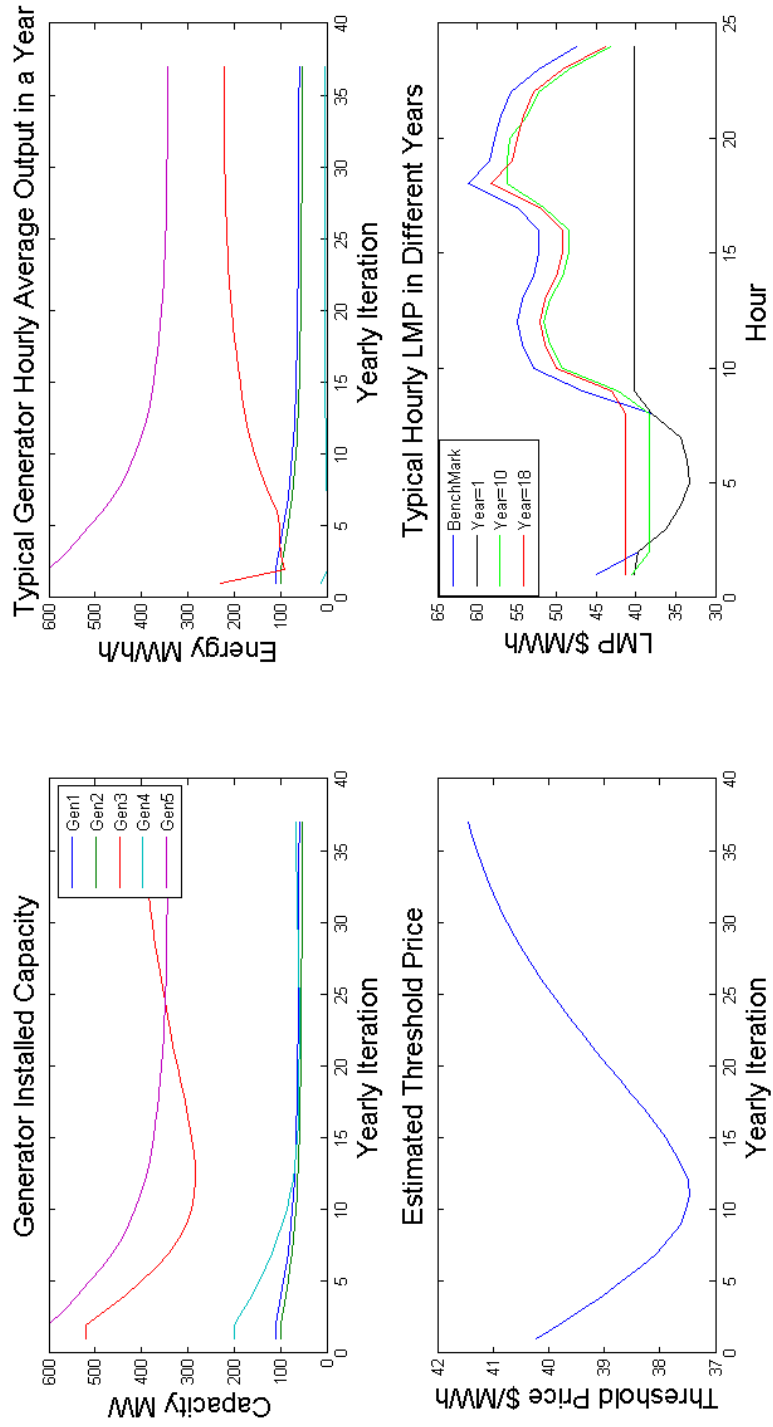 Generator Installed Capacity
600
500
400
300
200
100
0
Capacity MW
0
5
10
15
20
25
30
35
40
Yearly Iteration
Gen1
Gen2
Gen3
Gen4
Gen5
Typical Generator Hourly Average Output in a Year
600
500
400
300
200
100
0
Energy MWh/h
0
5
10
15
20
25
30
35
40
Yearly Iteration
Estimated Threshold Price
42
41
40
39
38
37
Threshold Price $/MWh
0
5
10
15
20
25
30
35
40
Yearly Iteration
Typical Hourly LMP in Different Years
65
60
55
50
45
40
35
30
LMP $/MWh
0
5
10
15
20
25
Hour
BenchMark
Year=1
Year=10
Year=18